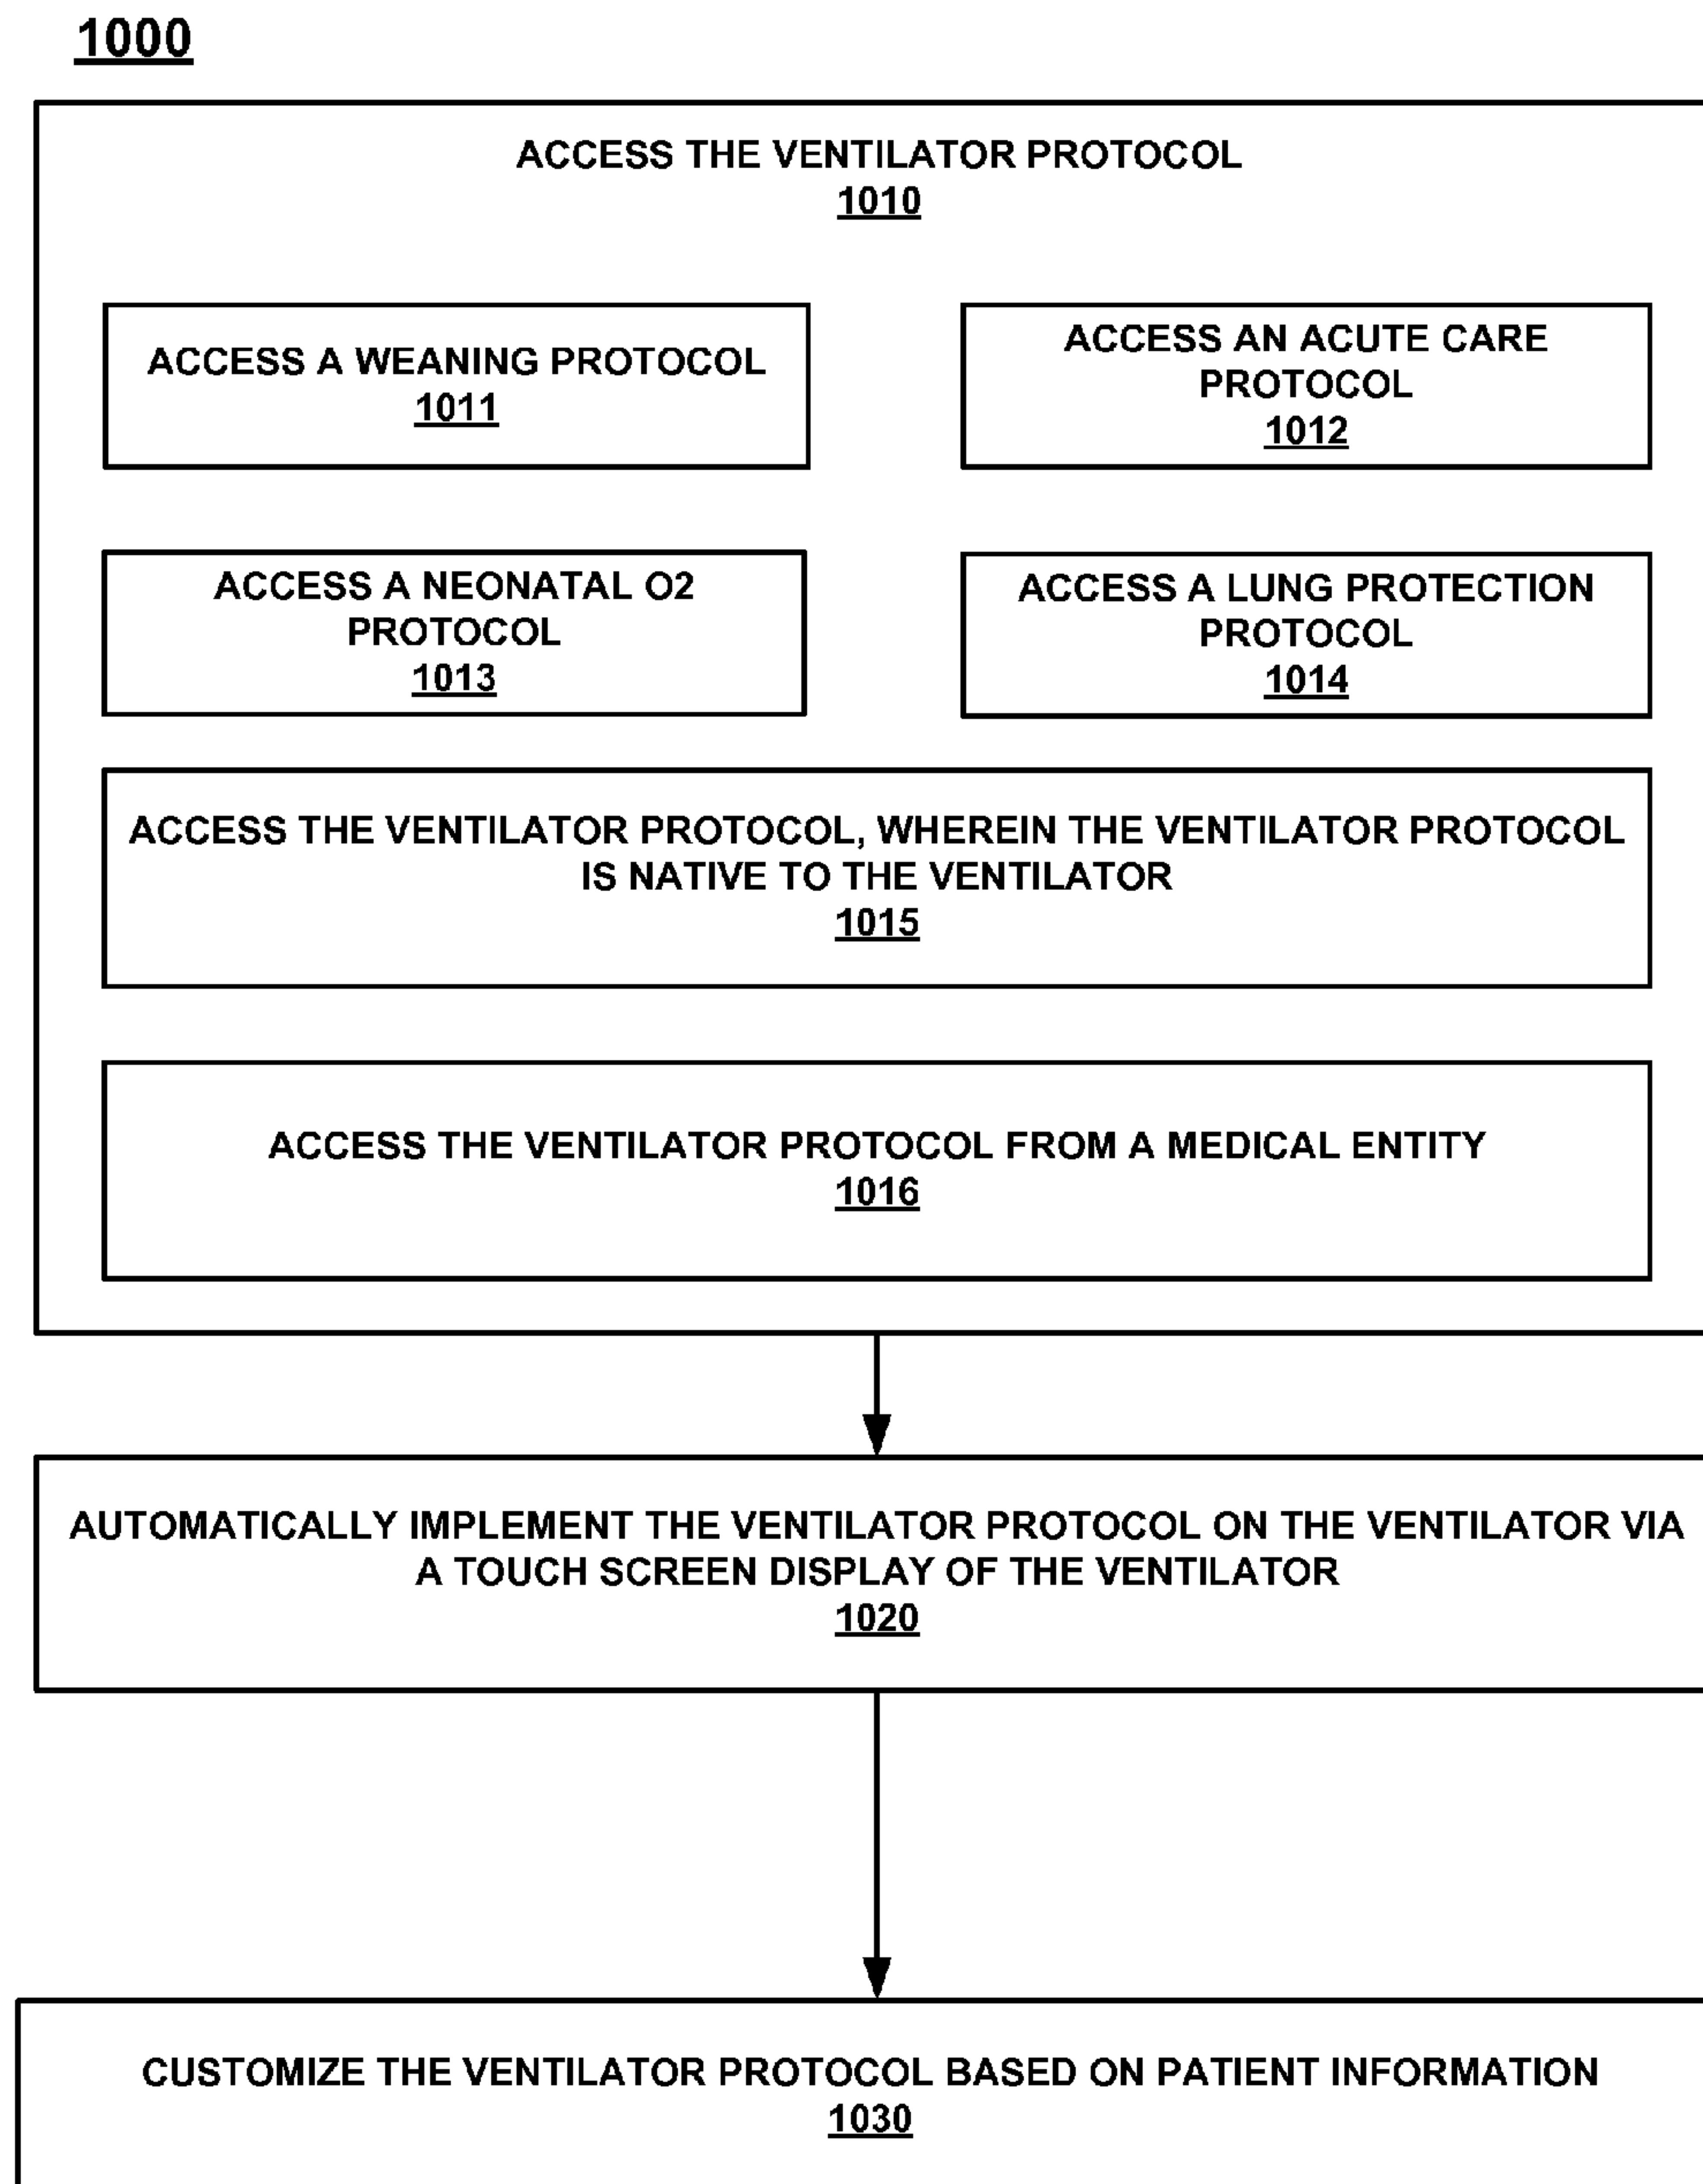 1000
ACCESS THE VENTILATOR PROTOCOL
1010
ACCESS A WEANING PROTOCOL
1011
ACCESS AN ACUTE CARE
PROTOCOL
1012
ACCESS A NEONATAL O2
PROTOCOL
1013
ACCESS A LUNG PROTECTION
PROTOCOL
1014
ACCESS THE VENTILATOR PROTOCOL, WHEREIN THE VENTILATOR PROTOCOL
IS NATIVE TO THE VENTILATOR
1015
ACCESS THE VENTILATOR PROTOCOL FROM A MEDICAL ENTITY
1016
AUTOMATICALLY IMPLEMENT THE VENTILATOR PROTOCOL ON THE VENTILATOR VIA
A TOUCH SCREEN DISPLAY OF THE VENTILATOR
1020
CUSTOMIZE THE VENTILATOR PROTOCOL BASED ON PATIENT INFORMATION
1030